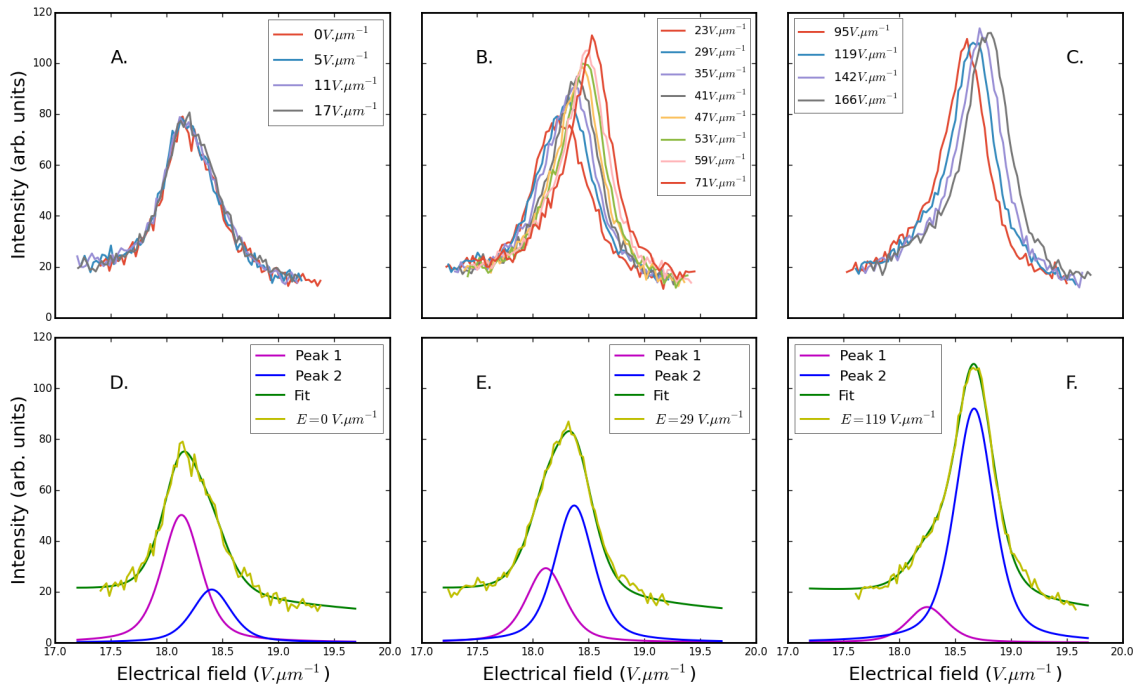 120
100
80
60
40
20
0
Intensity (arb. units)
A.
0V.μm⁻¹
5V.μm⁻¹
11V.μm⁻¹
17V.μm⁻¹
B.
23V.μm⁻¹
29V.μm⁻¹
35V.μm⁻¹
41V.μm⁻¹
47V.μm⁻¹
53V.μm⁻¹
59V.μm⁻¹
71V.μm⁻¹
C.
95V.μm⁻¹
119V.μm⁻¹
142V.μm⁻¹
166V.μm⁻¹
120
100
80
60
40
20
0
Intensity (arb. units)
D.
Peak 1
Peak 2
Fit
E=0 V.μm⁻¹
17.0 17.5 18.0 18.5 19.0 19.5 20.0
Electrical field (V.μm⁻¹)
E.
Peak 1
Peak 2
Fit
E=29 V.μm⁻¹
17.0 17.5 18.0 18.5 19.0 19.5 20.0
Electrical field (V.μm⁻¹)
F.
Peak 1
Peak 2
Fit
E=119 V.μm⁻¹
17.0 17.5 18.0 18.5 19.0 19.5 20.0
Electrical field (V.μm⁻¹)